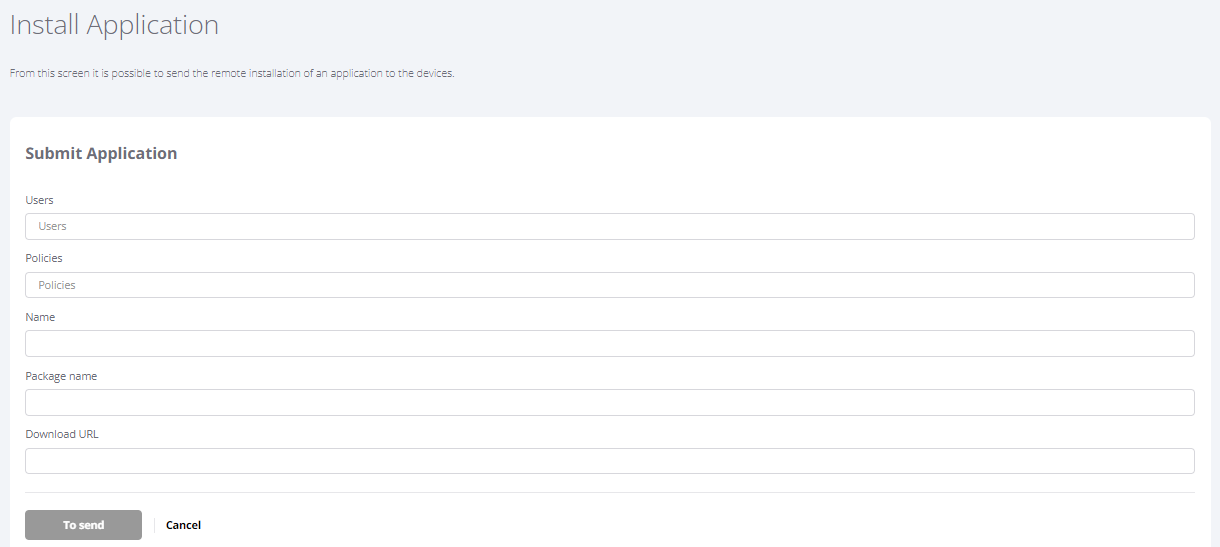 Install Application
From this screen it is possible to send the remote installation of an application to the devices.
Submit Application
Users
Users
Policies
Policies
Name
Package name
Download URL
To send
Cancel